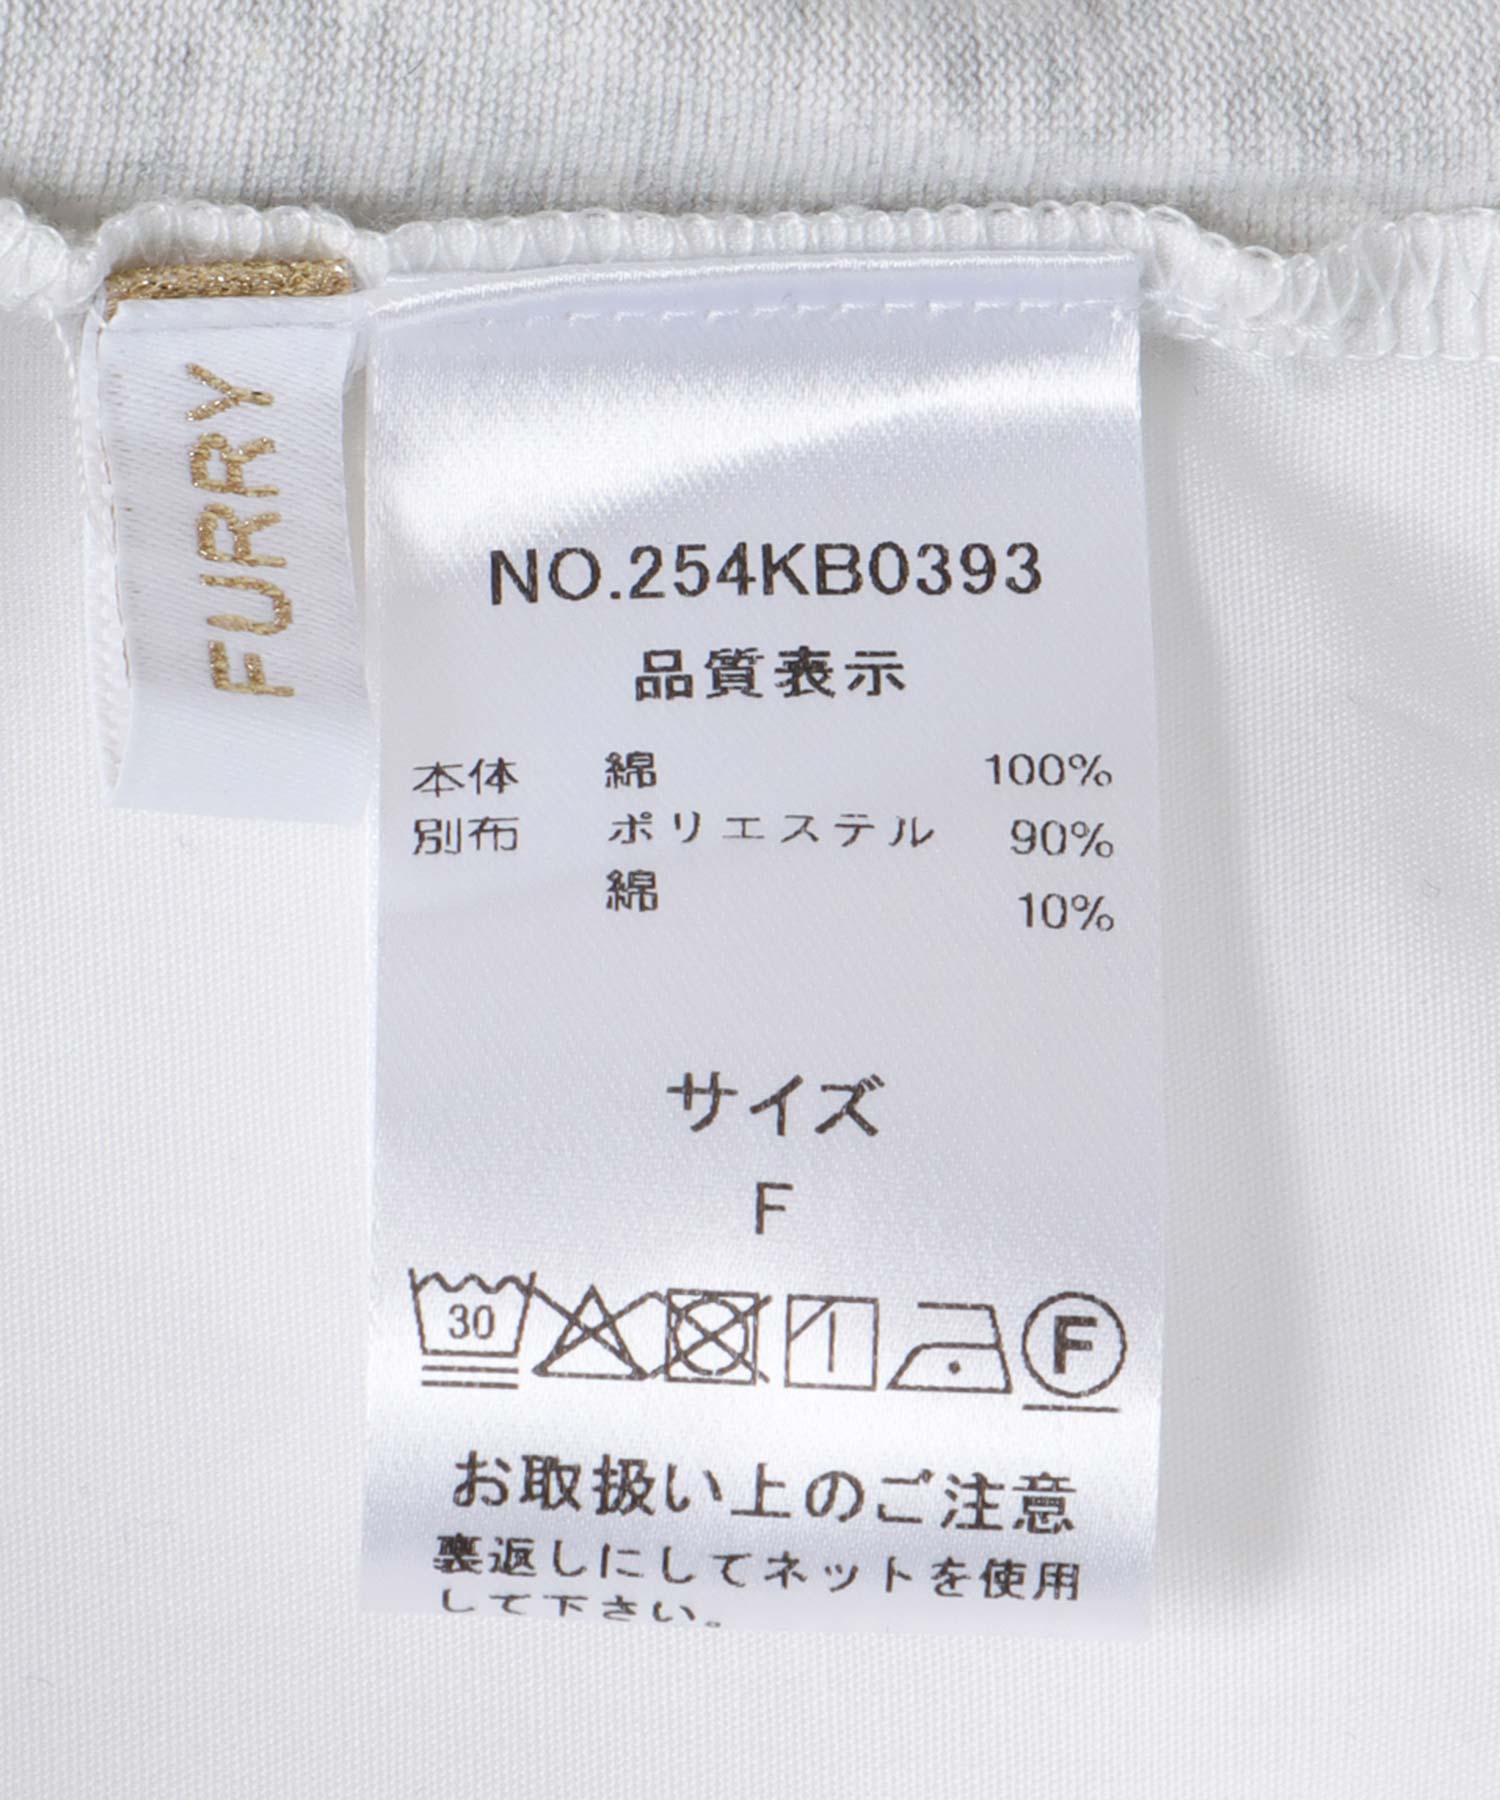 FURRY
NO.254KB0393
品質表示
本体 綿 100%
別布 ポリエステル 90%
綿 10%
サイズ
F
30 F
お取扱い上のご注意
裏返しにしてネットを使用
して下さい。